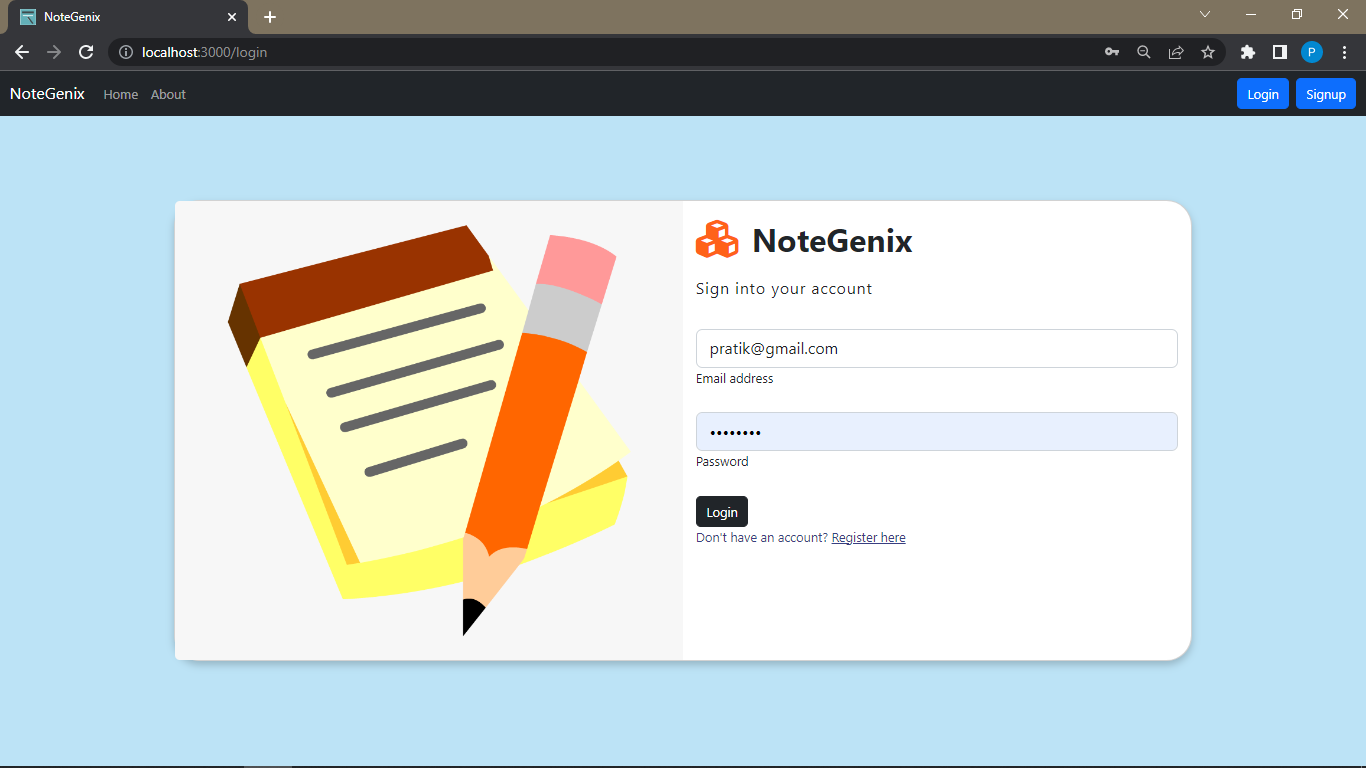 NoteGenix
localhost:3000/login
P
NoteGenix Home About Login Signup
NoteGenix
Sign into your account
pratik@gmail.com
Email address
••••••••
Password
Login
Don't have an account? Register here